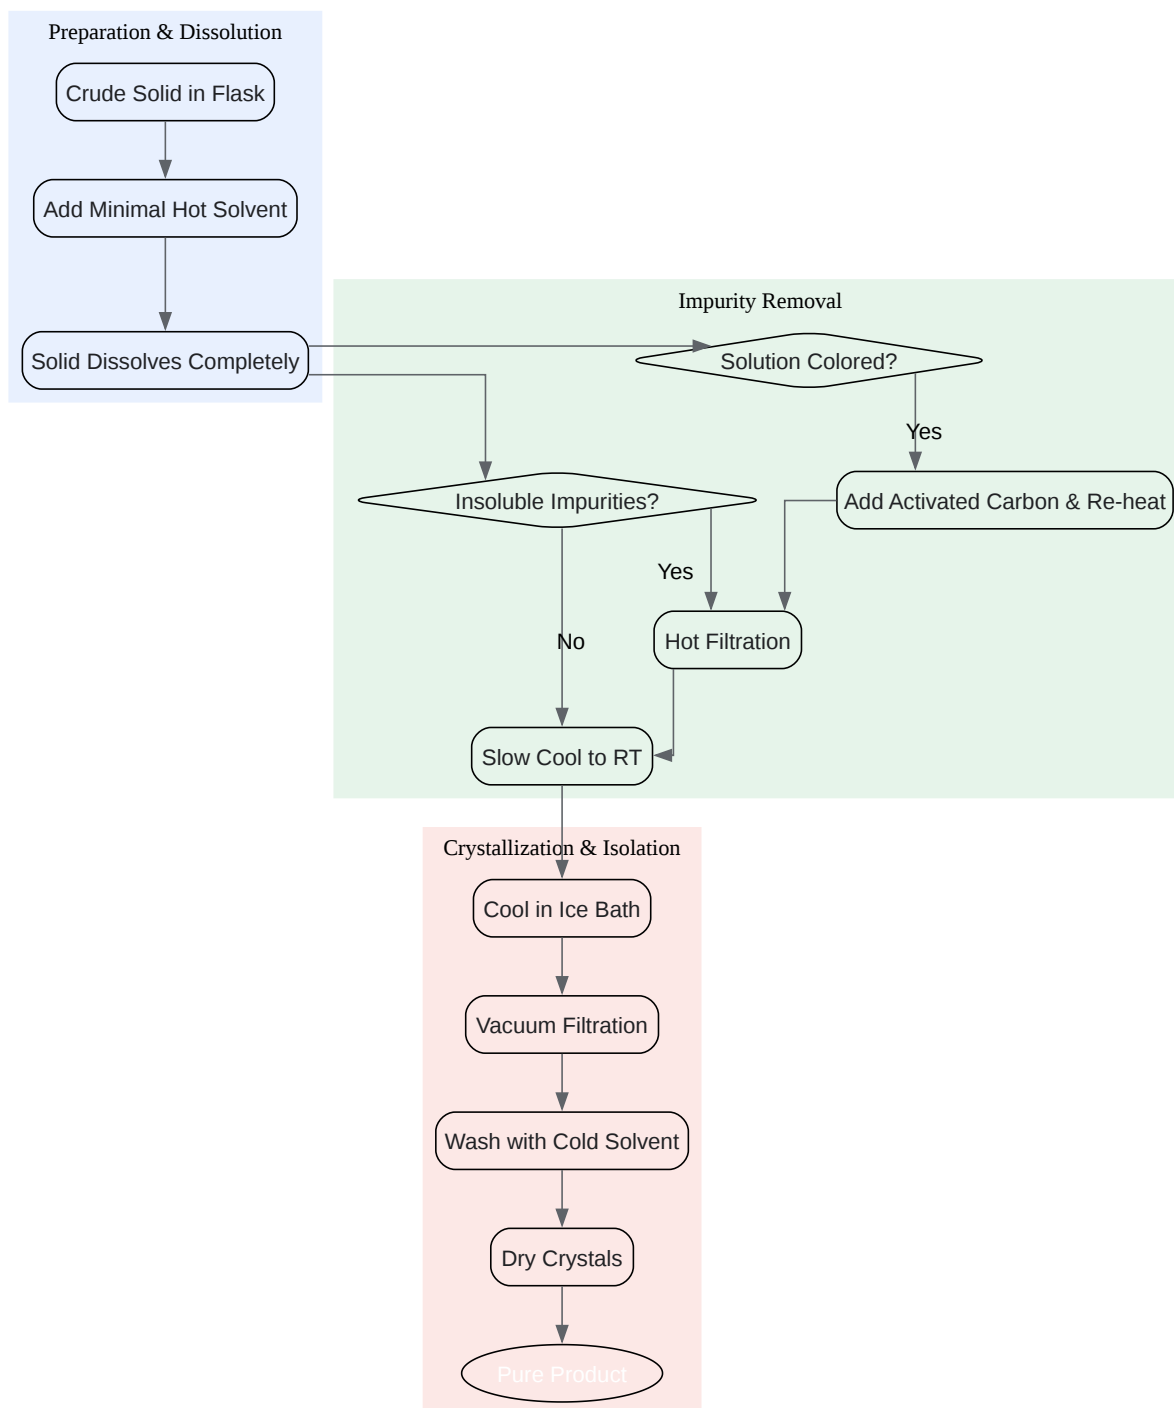 Preparation & Dissolution
Crude Solid in Flask
Add Minimal Hot Solvent
Solid Dissolves Completely
Impurity Removal
Solution Colored?
Yes
Insoluble Impurities?
Add Activated Carbon & Re-heat
Yes
No
Hot Filtration
Slow Cool to RT
Crystallization & Isolation
Cool in Ice Bath
Vacuum Filtration
Wash with Cold Solvent
Dry Crystals
Pure Product